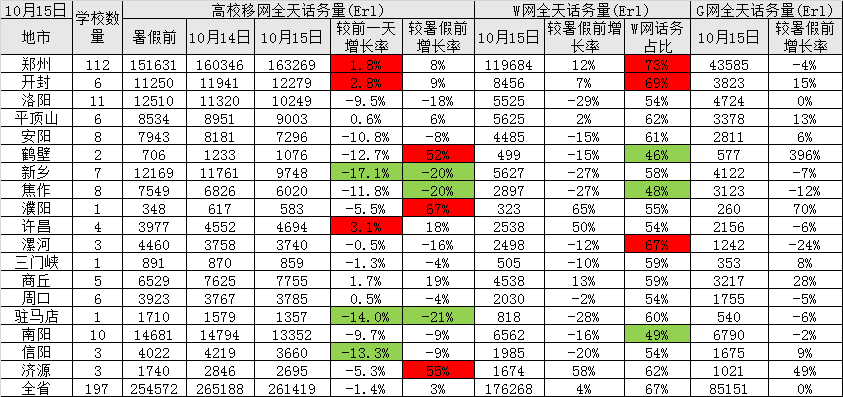 10月15日 学校数量 高校移网全天话务量(Erl) W网全天话务量(Erl) G网全天话务量(Erl)
地市 暑假前 10月14日 10月15日 较前一天增长率 较暑假前增长率 10月15日 较暑假前增长率 W网话务占比 10月15日 较暑假前增长率
郑州 112 151631 160346 163269 1.8% 8% 119684 12% 73% 43585 -4%
开封 6 11250 11941 12279 2.8% 9% 8456 7% 69% 3823 15%
洛阳 11 12510 11320 10249 -9.5% -18% 5525 -29% 54% 4724 0%
平顶山 6 8534 8951 9003 0.6% 6% 5625 2% 62% 3378 13%
安阳 8 7943 8181 7296 -10.8% -8% 4485 -15% 61% 2811 6%
鹤壁 2 706 1233 1076 -12.7% 52% 499 -15% 46% 577 396%
新乡 7 12169 11761 9748 -17.1% -20% 5627 -27% 58% 4122 -7%
焦作 8 7549 6826 6020 -11.8% -20% 2897 -27% 48% 3123 -12%
濮阳 1 348 617 583 -5.5% 67% 323 65% 55% 260 70%
许昌 4 3977 4552 4694 3.1% 18% 2538 50% 54% 2156 -6%
漯河 3 4460 3758 3740 -0.5% -16% 2498 -12% 67% 1242 -24%
三门峡 1 891 870 859 -1.3% -4% 505 -10% 59% 353 8%
商丘 5 6529 7625 7755 1.7% 19% 4538 13% 59% 3217 28%
周口 6 3923 3767 3785 0.5% -4% 2030 -2% 54% 1755 -5%
驻马店 1 1710 1579 1357 -14.0% -21% 818 -28% 60% 540 -6%
南阳 10 14681 14794 13352 -9.7% -9% 6562 -16% 49% 6790 -2%
信阳 3 4022 4219 3660 -13.3% -9% 1985 -20% 54% 1675 9%
济源 3 1740 2846 2695 -5.3% 55% 1674 58% 62% 1021 49%
全省 197 254572 265188 261419 -1.4% 3% 176268 4% 67% 85151 0%